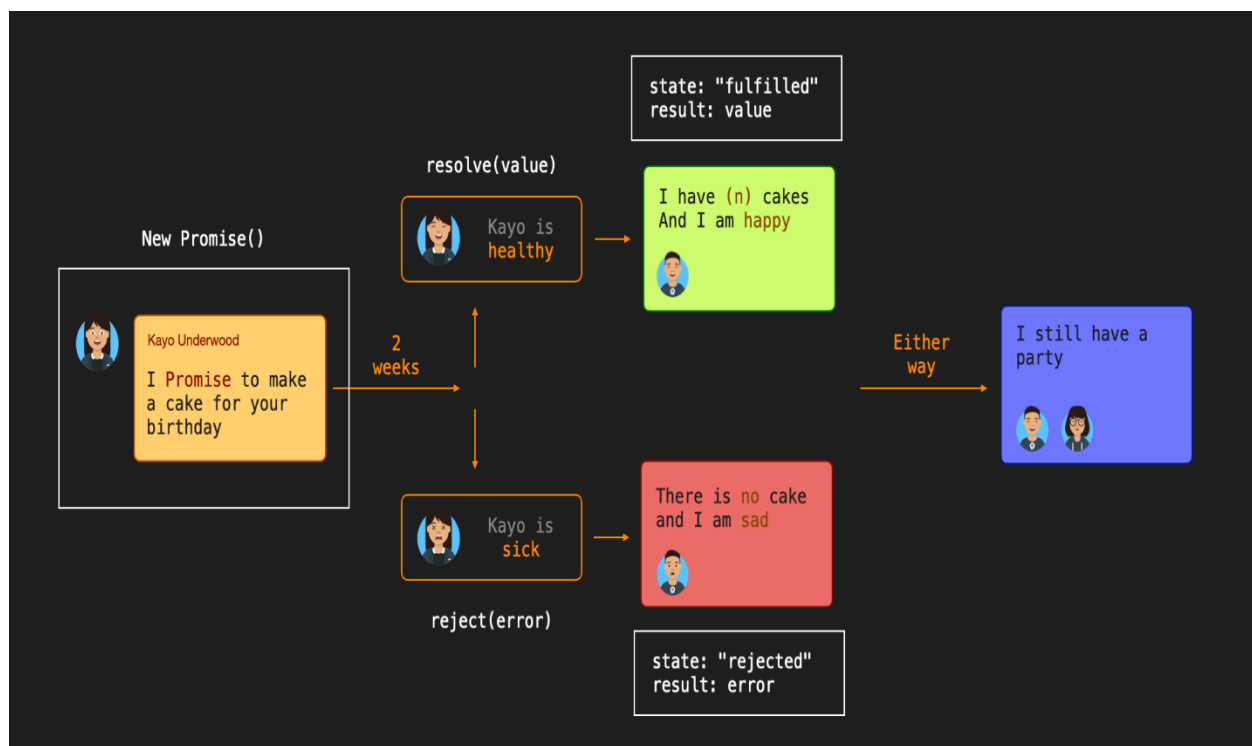 state: "fulfilled"
result: value
resolve(value)
I have (n) cakes
And I am happy
Kayo is
healthy
New Promise()
Kayo Underwood
I Promise to make
a cake for your
birthday
2
weeks
Either
way
I still have a
party
Kayo is
sick
There is no cake
and I am sad
reject(error)
state: "rejected"
result: error